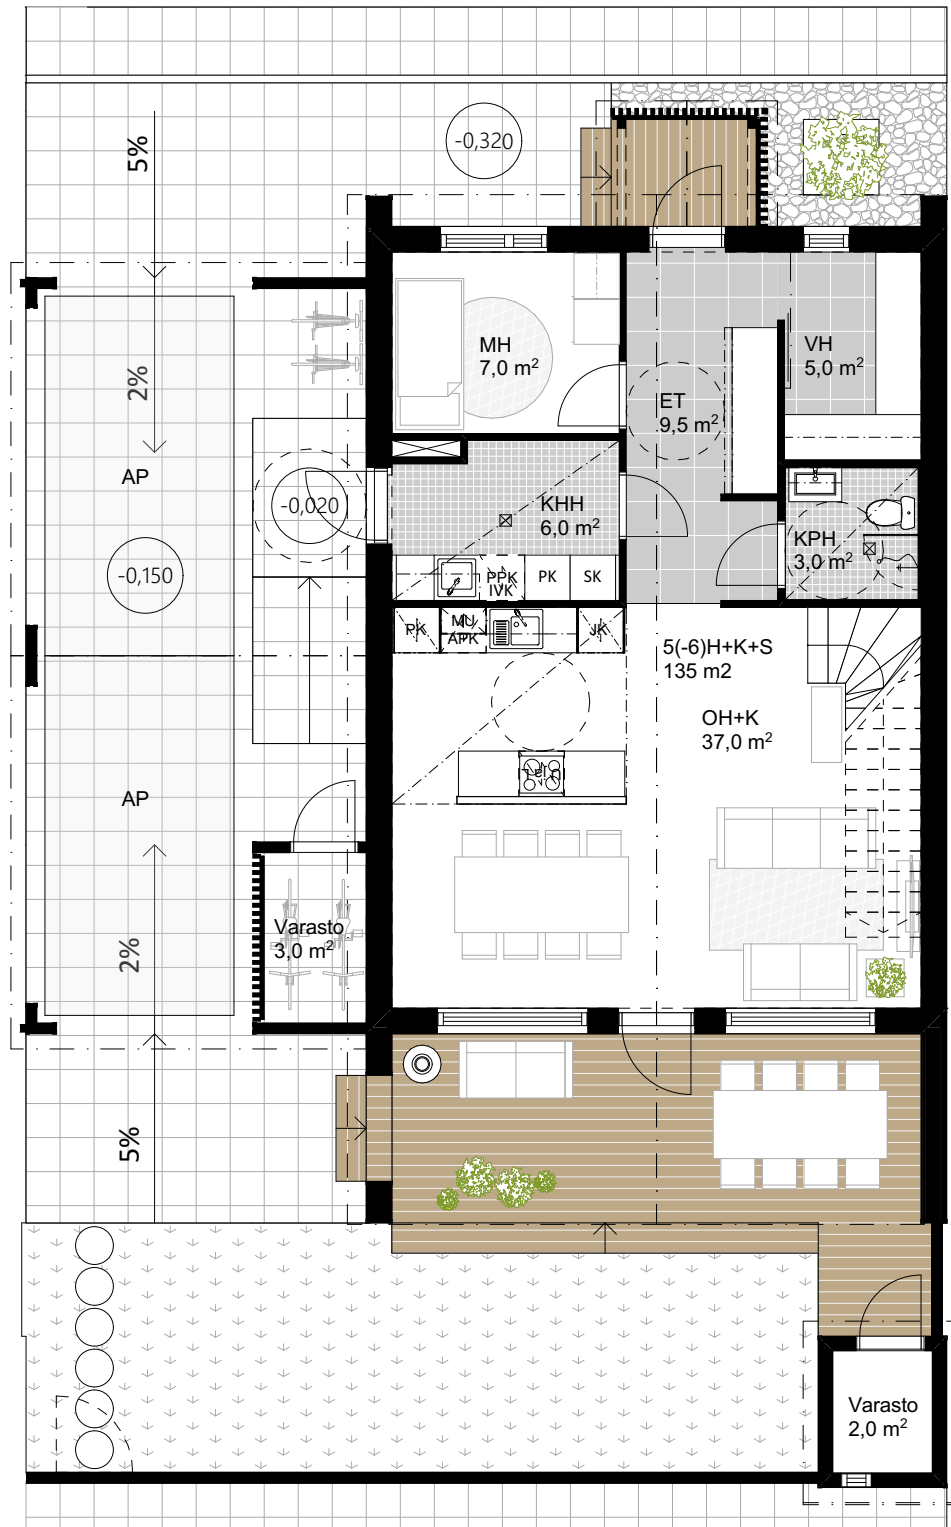 5%
-0,320
MH
7,0 m²
VH
5,0 m²
2%
ET
9,5 m²
AP
-0,020
KHH
6,0 m²
KPH
3,0 m²
-0,150
PPK
IVK
PK
SK
PK
MU
APK
JK
5(-6)H+K+S
135 m2
OH+K
37,0 m²
AP
Varasto
3,0 m²
2%
5%
Varasto
2,0 m²